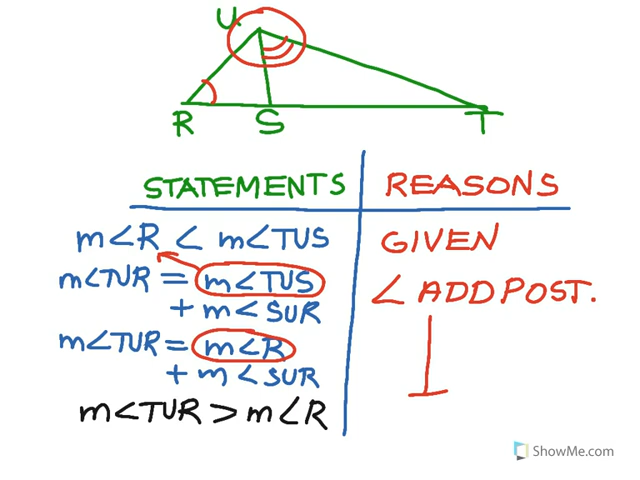 U
R S T
STATEMENTS REASONS
m∠R < m∠TUS GIVEN
m∠TUR = m∠TUS ∠ ADD POST.
+ m∠SUR
m∠TUR = m∠R
+ m∠SUR
m∠TUR > m∠R
ShowMe.com